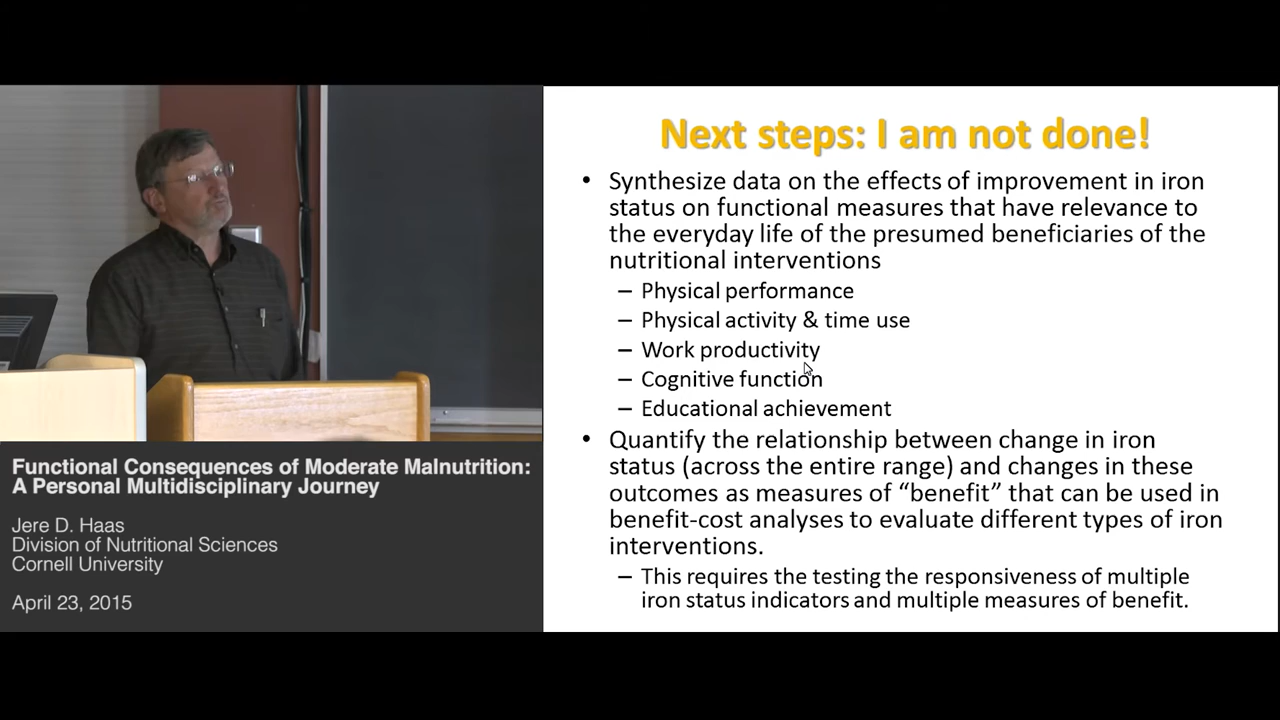 Functional Consequences of Moderate Malnutrition:
A Personal Multidisciplinary Journey
Jere D. Haas
Division of Nutritional Sciences
Cornell University
April 23, 2015
Next steps: I am not done!
• Synthesize data on the effects of improvement in iron
status on functional measures that have relevance to
the everyday life of the presumed beneficiaries of the
nutritional interventions
– Physical performance
– Physical activity & time use
– Work productivity
– Cognitive function
– Educational achievement
• Quantify the relationship between change in iron
status (across the entire range) and changes in these
outcomes as measures of “benefit” that can be used in
benefit-cost analyses to evaluate different types of iron
interventions.
– This requires the testing the responsiveness of multiple
iron status indicators and multiple measures of benefit.